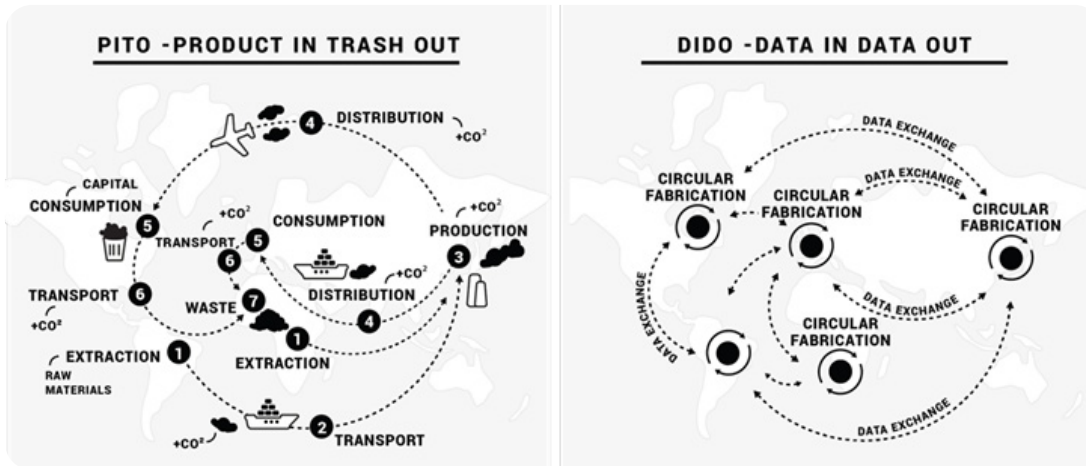 PITO -PRODUCT IN TRASH OUT
4
DISTRIBUTION
+CO²
CAPITAL
CONSUMPTION
5
+CO²
TRANSPORT
6
5
CONSUMPTION
+CO²
PRODUCTION
3
+CO²
DISTRIBUTION
4
TRANSPORT
6
+CO²
WASTE
7
1
EXTRACTION
EXTRACTION
1
RAW
MATERIALS
+CO²
2
TRANSPORT
DIDO -DATA IN DATA OUT
DATA EXCHANGE
DATA EXCHANGE
CIRCULAR
FABRICATION
CIRCULAR
FABRICATION
CIRCULAR
FABRICATION
DATA EXCHANGE
DATA EXCHANGE
CIRCULAR
FABRICATION
DATA EXCHANGE